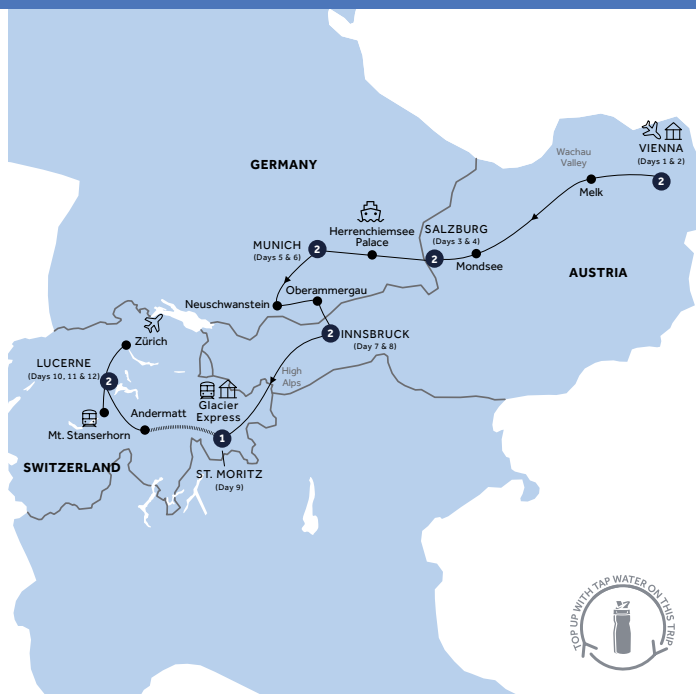 GERMANY
Wachau
Valley
VIENNA
(Days 1 & 2)
2
Melk
Herrenchiemsee
Palace
SALZBURG
(Days 3 & 4)
2
Mondsee
AUSTRIA
MUNICH
(Days 5 & 6)
2
Oberammergau
Neuschwanstein
2
INNSBRUCK
(Day 7 & 8)
Zürich
LUCERNE
(Days 10, 11 & 12)
2
High
Alps
Glacier
Express
Andermatt
Mt. Stanserhorn
1
SWITZERLAND
ST. MORITZ
(Day 9)
TOP UP WITH TAP WATER ON THIS TRIP